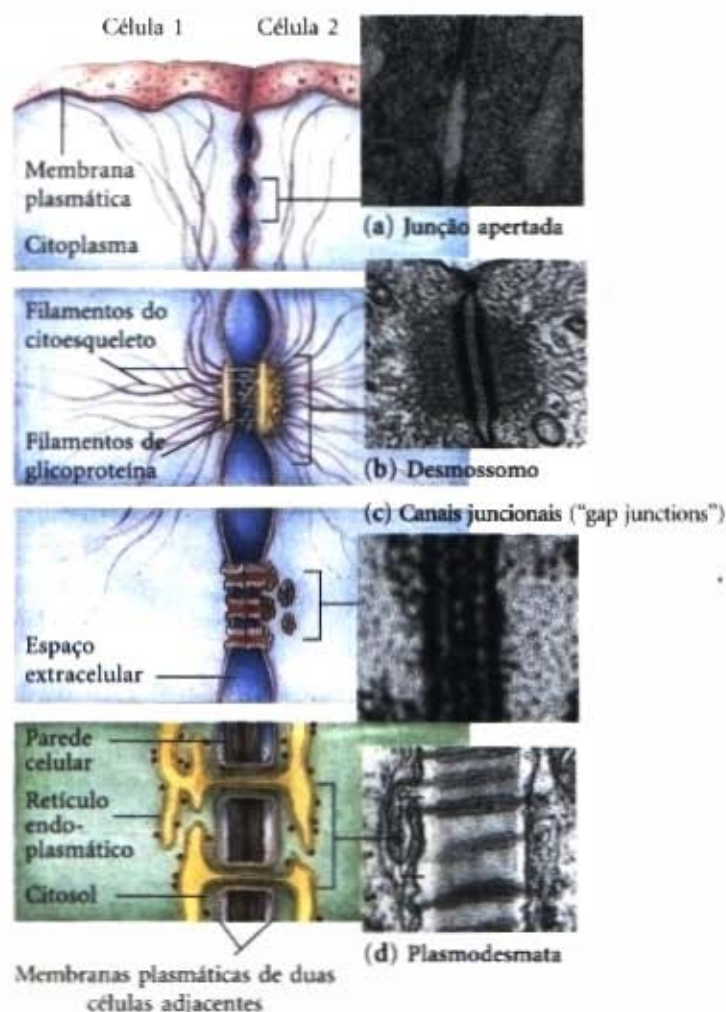 Célula 1 Célula 2
Membrana
plasmática
Citoplasma
(a) Junção apertada
Filamentos do
citoesqueleto
Filamentos de
glicoproteína
(b) Desmossomo
(c) Canais juncionais (“gap junctions”)
Espaço
extracelular
Parede
celular
Retículo
endo-
plasmático
Citosol
(d) Plasmodesmata
Membranas plasmáticas de duas
células adjacentes